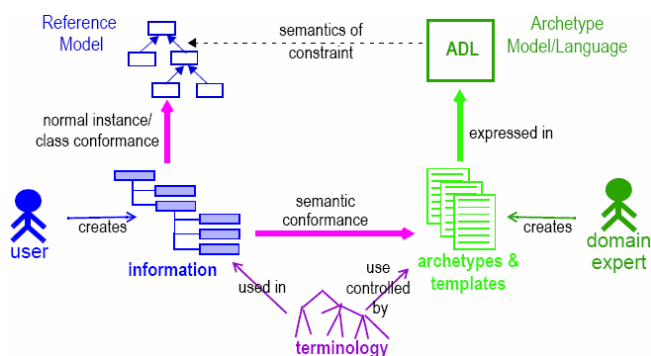 Reference
Model
semantics of
constraint
ADL
Archetype
Model/Language
normal instance/
class conformance
expressed in
creates
user
information
semantic
conformance
archetypes &
templates
creates
domain
expert
used in
use
controlled
by
terminology